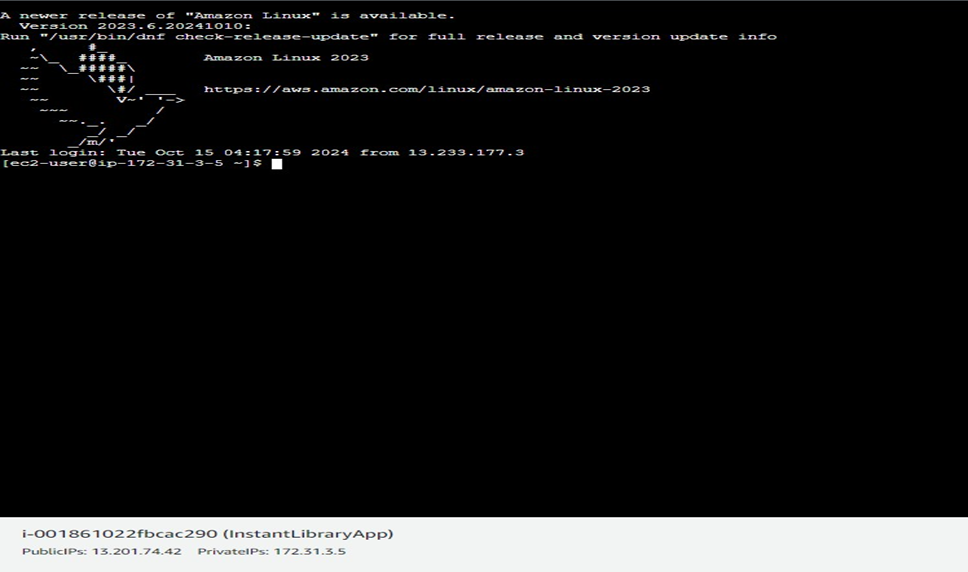 A newer release of "Amazon Linux" is available.
  Version 2023.6.20241010:
Run "/usr/bin/dnf check-release-update" for full release and version update info
   ,     #_
   ~\_  ####_        Amazon Linux 2023
  ~~  \_#####\
  ~~     \###|
  ~~       \#/ ___   https://aws.amazon.com/linux/amazon-linux-2023
   ~~       V~' '->
    ~~~         /
      ~~._.   _/
         _/ _/
       _/m/'
Last login: Tue Oct 15 04:17:59 2024 from 13.233.177.3
[ec2-user@ip-172-31-3-5 ~]$
i-001861022fbcac290 (InstantLibraryApp)
PublicIPs: 13.201.74.42    PrivateIPs: 172.31.3.5